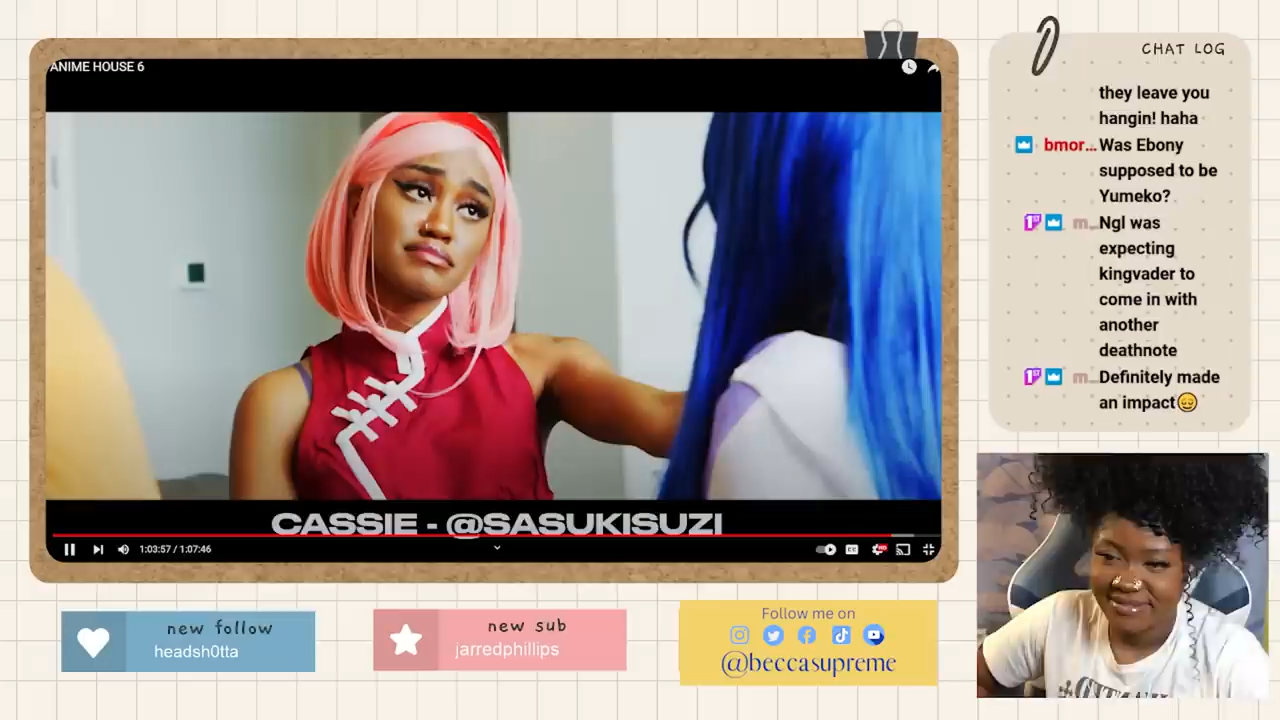 ANIME HOUSE 6
CASSIE - @SASUKISUZI
1:03:57 / 1:07:46
CHAT LOG
they leave you
hangin! haha
bmor... Was Ebony
supposed to be
Yumeko?
m... Ngl was
expecting
kingvader to
come in with
another
deathnote
m... Definitely made
an impact😌
new follow
headsh0tta
new sub
jarredphillips
Follow me on
@beccasupreme